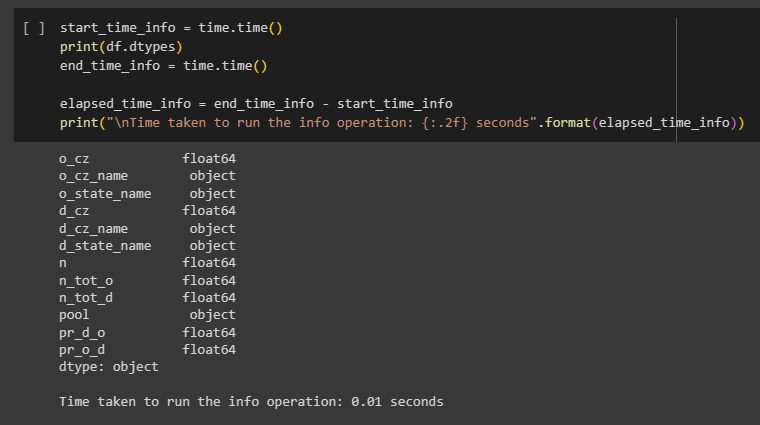 [ ] start_time_info = time.time()
print(df.dtypes)
end_time_info = time.time()
elapsed_time_info = end_time_info - start_time_info
print("\nTime taken to run the info operation: {:.2f} seconds".format(elapsed_time_info))
o_cz float64
o_cz_name object
o_state_name object
d_cz float64
d_cz_name object
d_state_name object
n float64
n_tot_o float64
n_tot_d float64
pool object
pr_d_o float64
pr_o_d float64
dtype: object
Time taken to run the info operation: 0.01 seconds